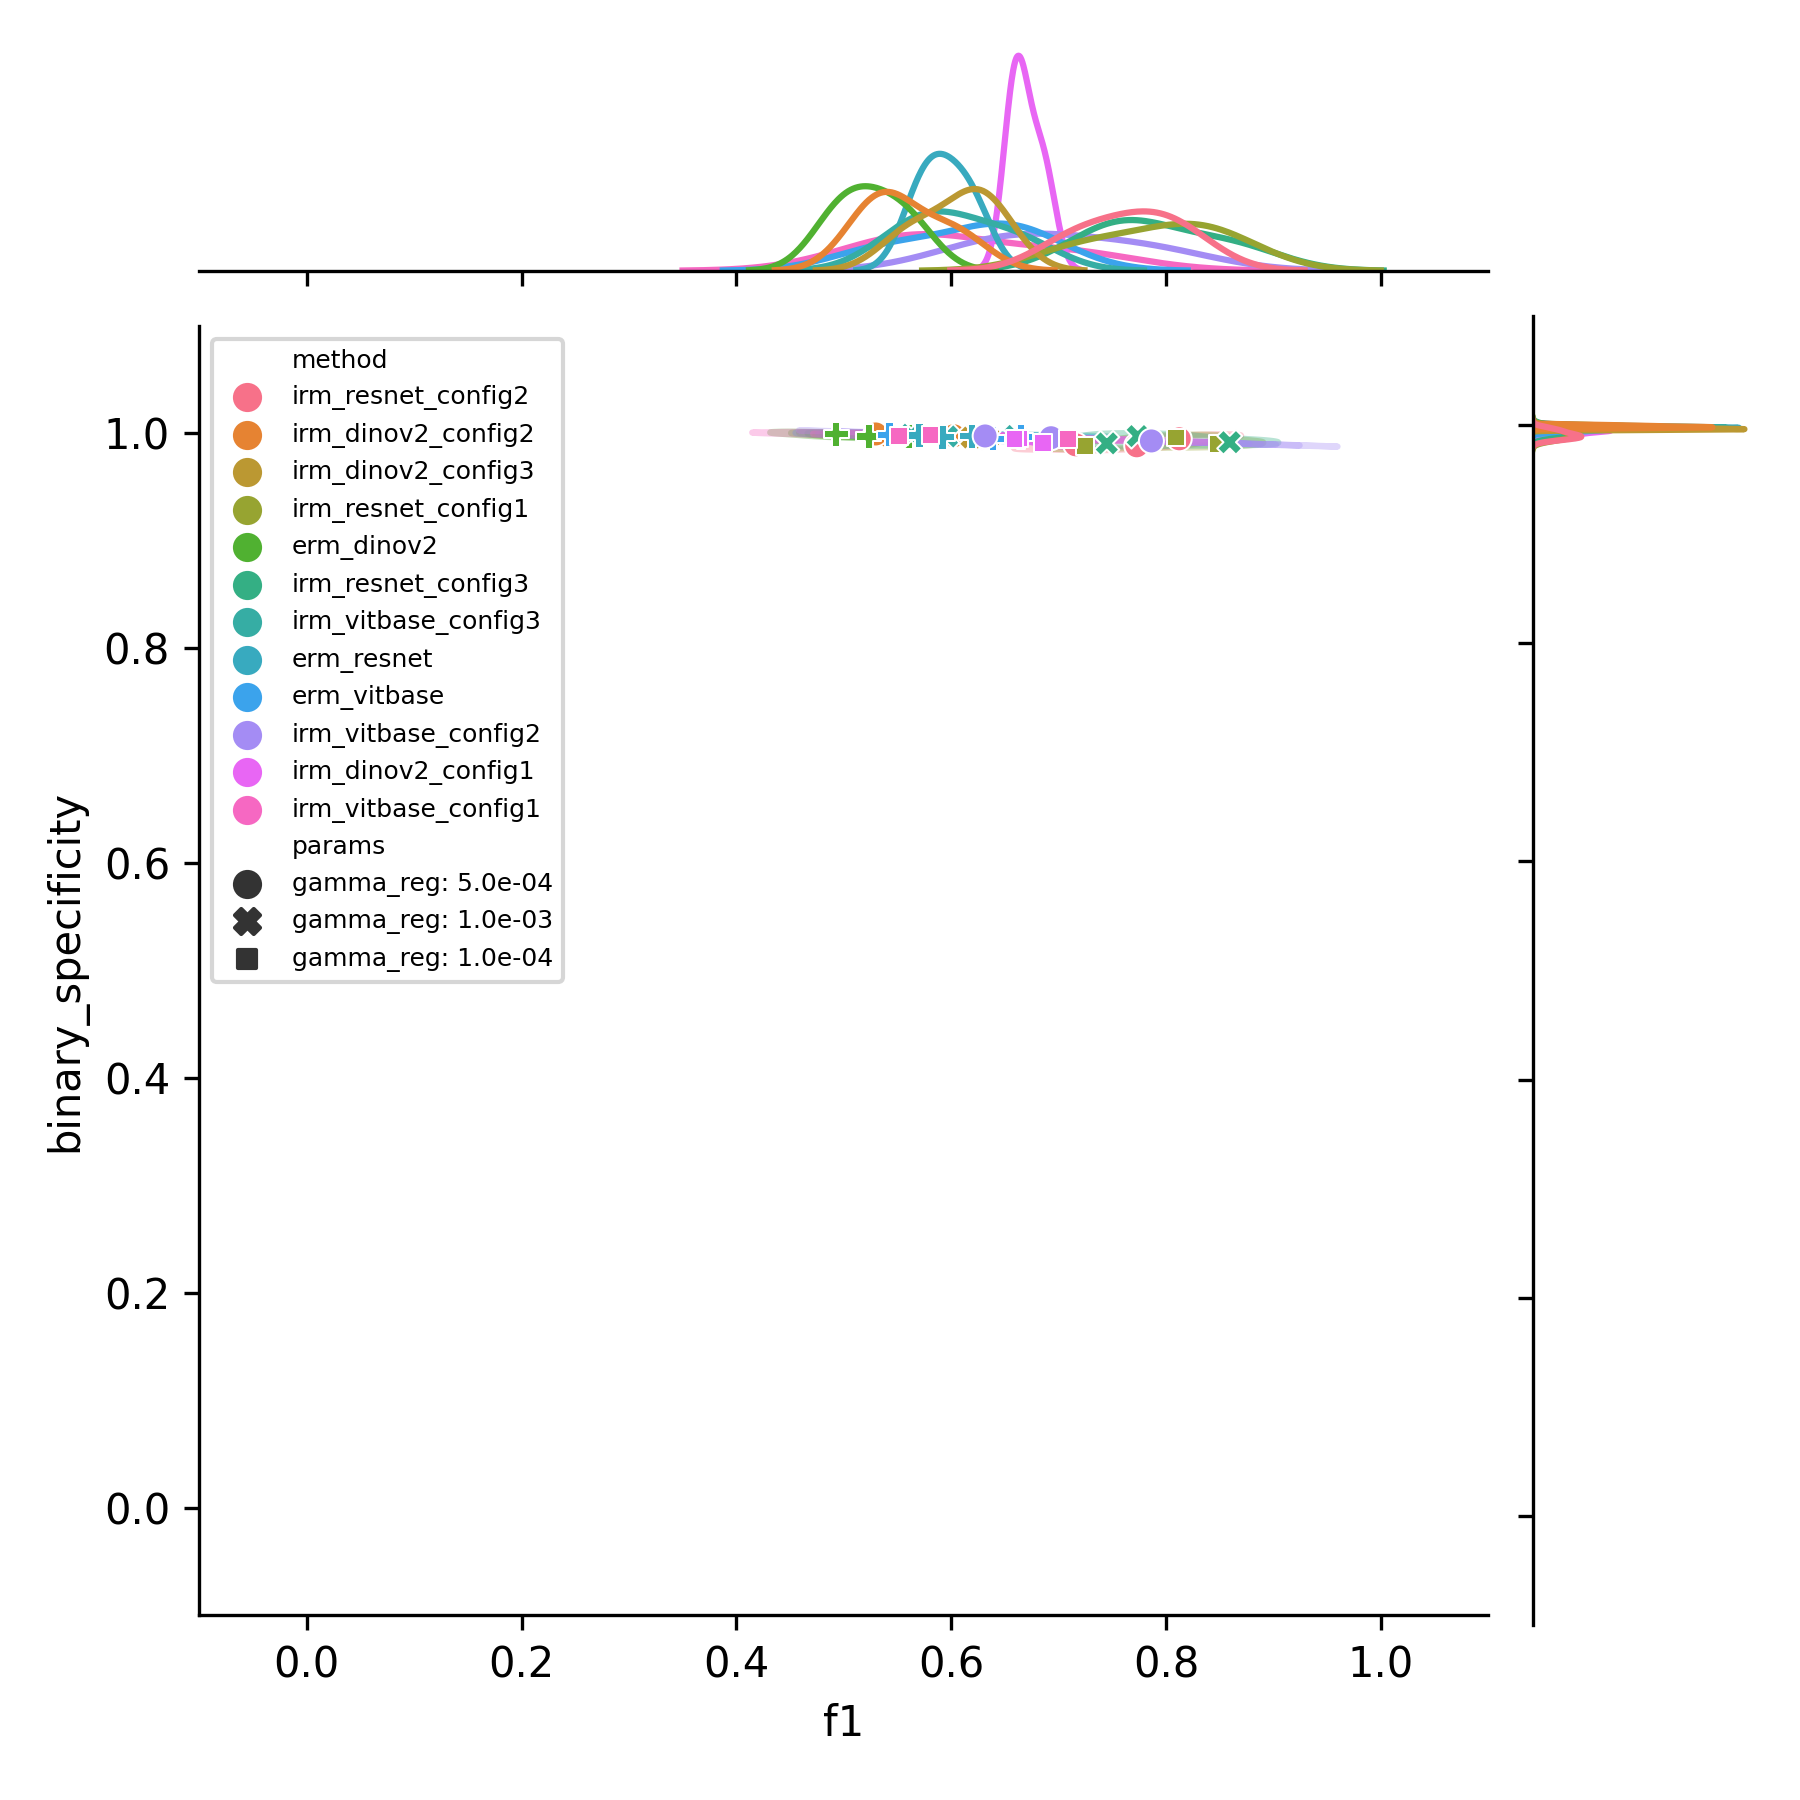 method
irm_resnet_config2
irm_dinov2_config2
irm_dinov2_config3
irm_resnet_config1
erm_dinov2
irm_resnet_config3
irm_vitbase_config3
erm_resnet
erm_vitbase
irm_vitbase_config2
irm_dinov2_config1
irm_vitbase_config1
params
gamma_reg: 5.0e-04
gamma_reg: 1.0e-03
gamma_reg: 1.0e-04
binary_specificity
1.0
0.8
0.6
0.4
0.2
0.0
0.0 0.2 0.4 0.6 0.8 1.0
f1